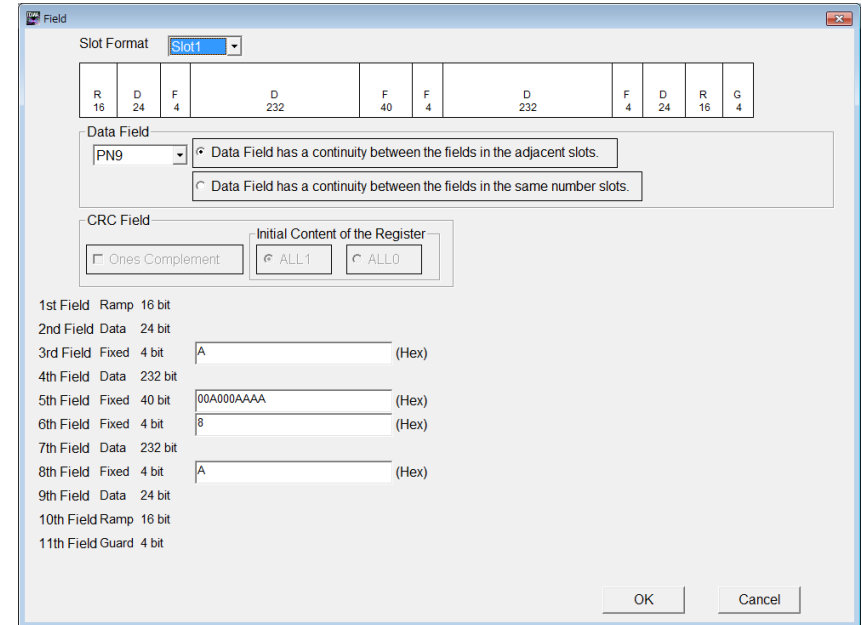 Field
Slot Format Slot1
R D F D F F D F D R G
16 24 4 232 40 4 232 4 24 16 4
Data Field
PN9 Data Field has a continuity between the fields in the adjacent slots.
Data Field has a continuity between the fields in the same number slots.
CRC Field
Initial Content of the Register
Ones Complement ALL1 ALL0
1st Field Ramp 16 bit
2nd Field Data 24 bit
3rd Field Fixed 4 bit A (Hex)
4th Field Data 232 bit
5th Field Fixed 40 bit 00A000AAAA (Hex)
6th Field Fixed 4 bit 8 (Hex)
7th Field Data 232 bit
8th Field Fixed 4 bit A (Hex)
9th Field Data 24 bit
10th Field Ramp 16 bit
11th Field Guard 4 bit
OK Cancel